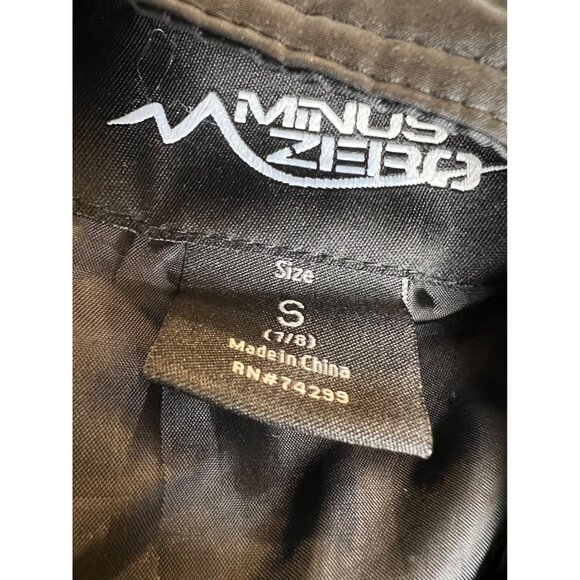 MINUS
ZERO
Size
S
(7/8)
Made in China
RN#74299